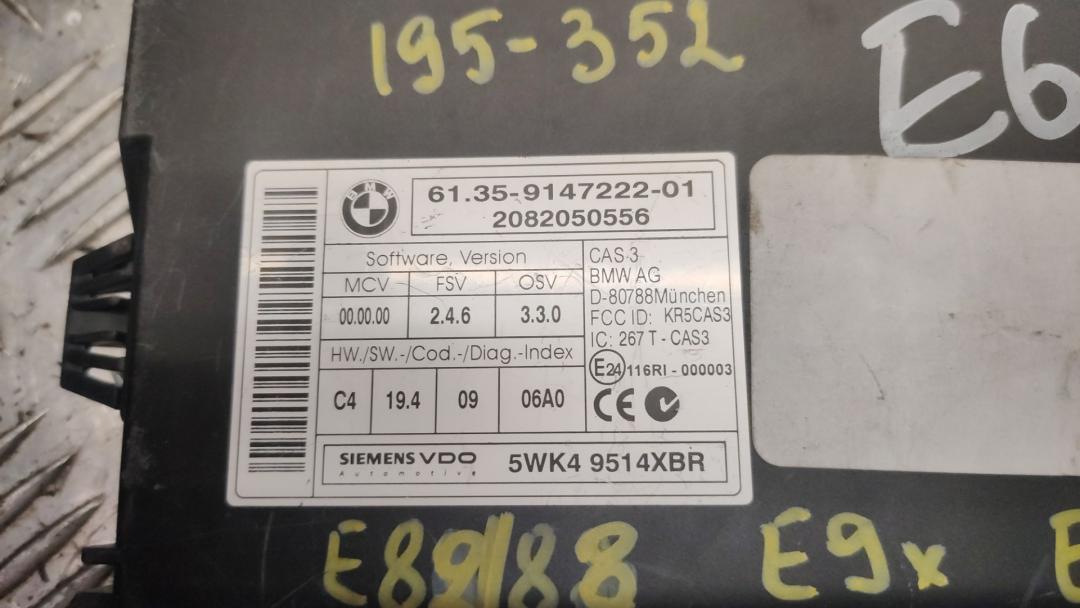 195-352
E6
BMW
61.35-9147222-01
2082050556
Software, Version
MCV FSV OSV
00.00.00 2.4.6 3.3.0
HW./SW.-/Cod.-/Diag.-Index
C4 19.4 09 06A0
CAS 3
BMW AG
D-80788München
FCC ID: KR5CAS3
IC: 267 T - CAS3
E24 116RI - 000003
CE
SIEMENS VDO
Automotive
5WK4 9514XBR
E89/88 E9x E